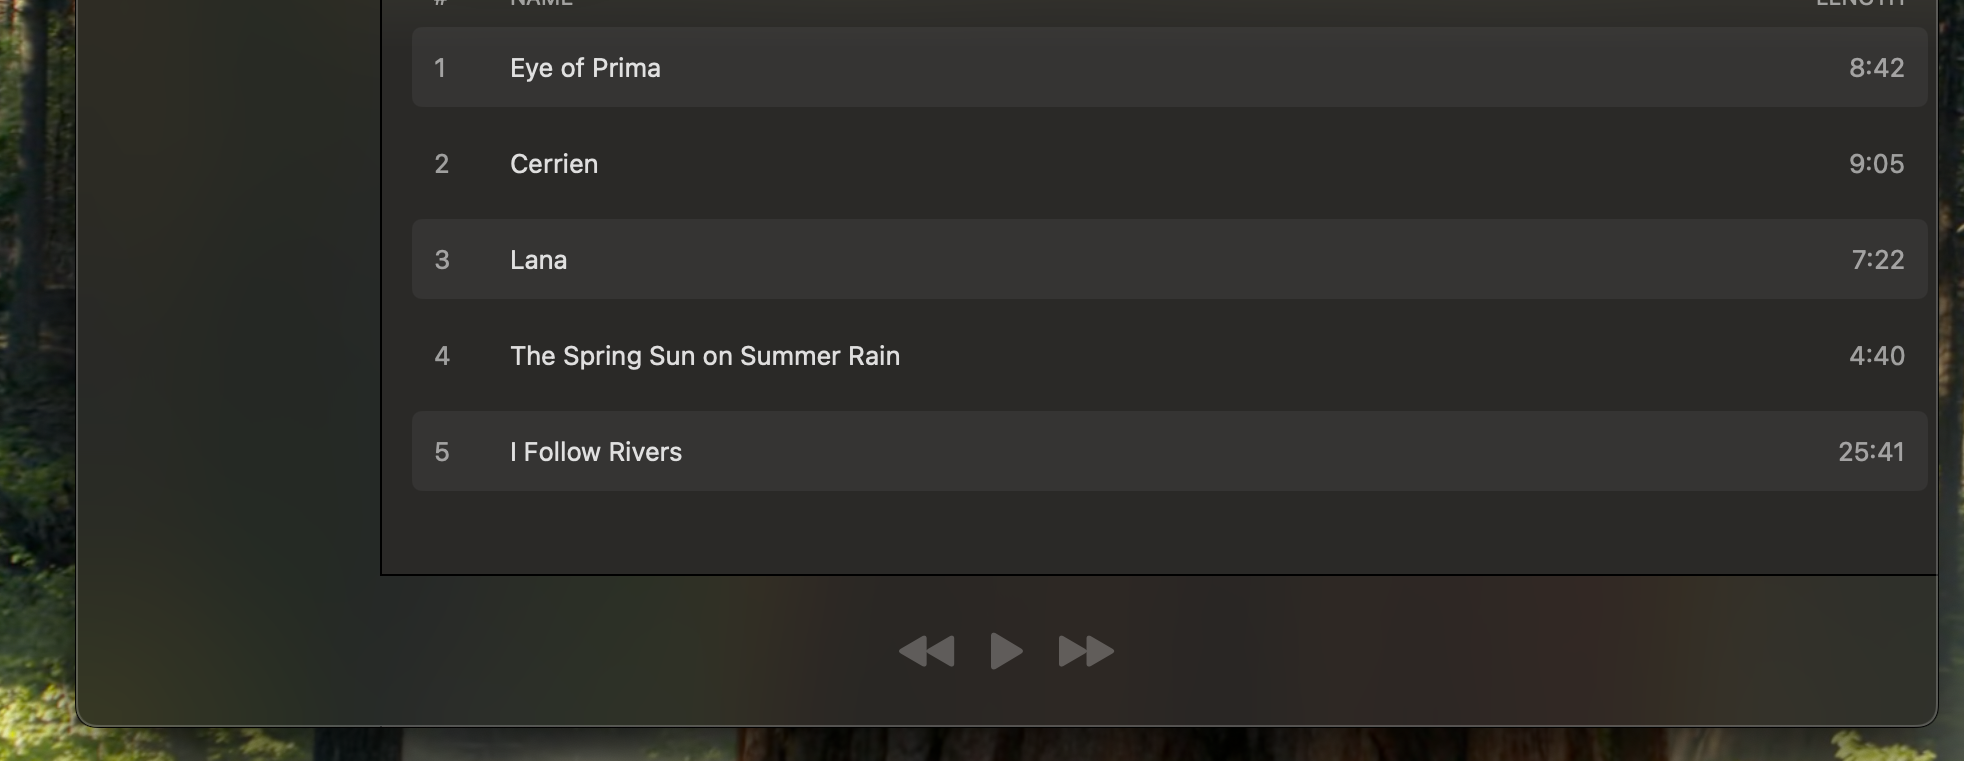 # NAME LENGTH
1 Eye of Prima 8:42
2 Cerrien 9:05
3 Lana 7:22
4 The Spring Sun on Summer Rain 4:40
5 I Follow Rivers 25:41